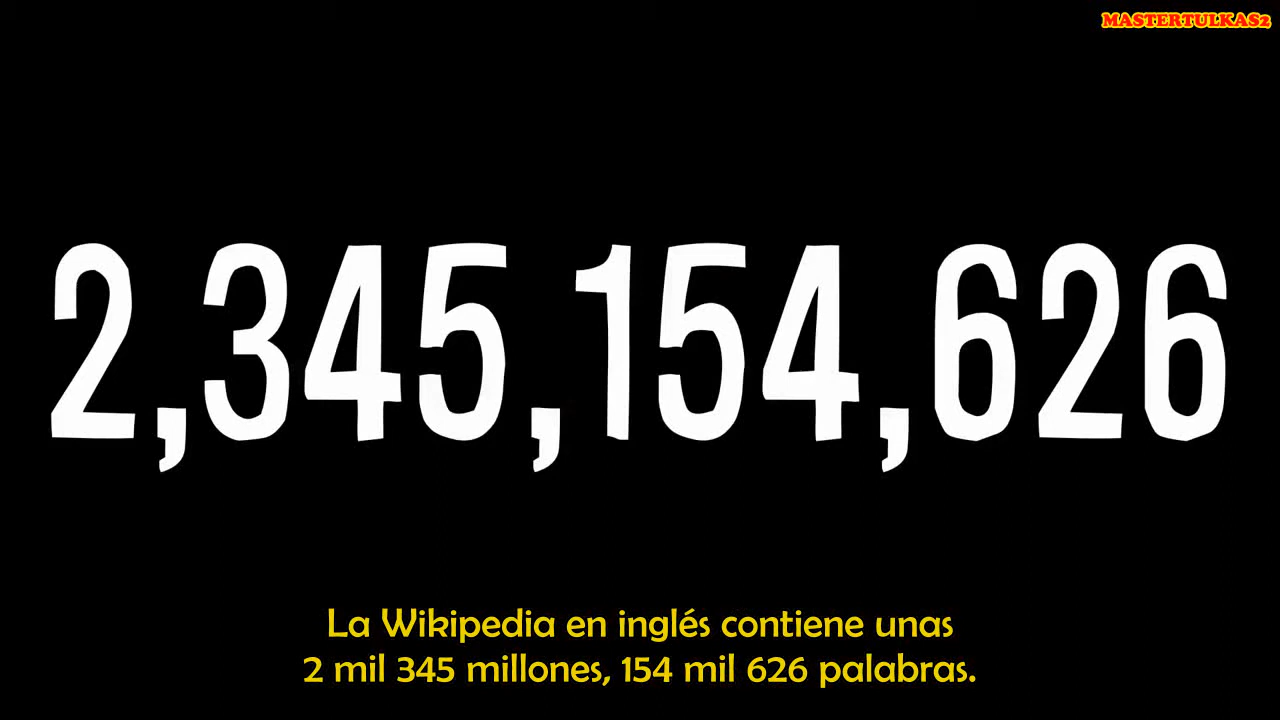 MASTERTULKAS2
2,345,154,626
La Wikipedia en inglés contiene unas
2 mil 345 millones, 154 mil 626 palabras.